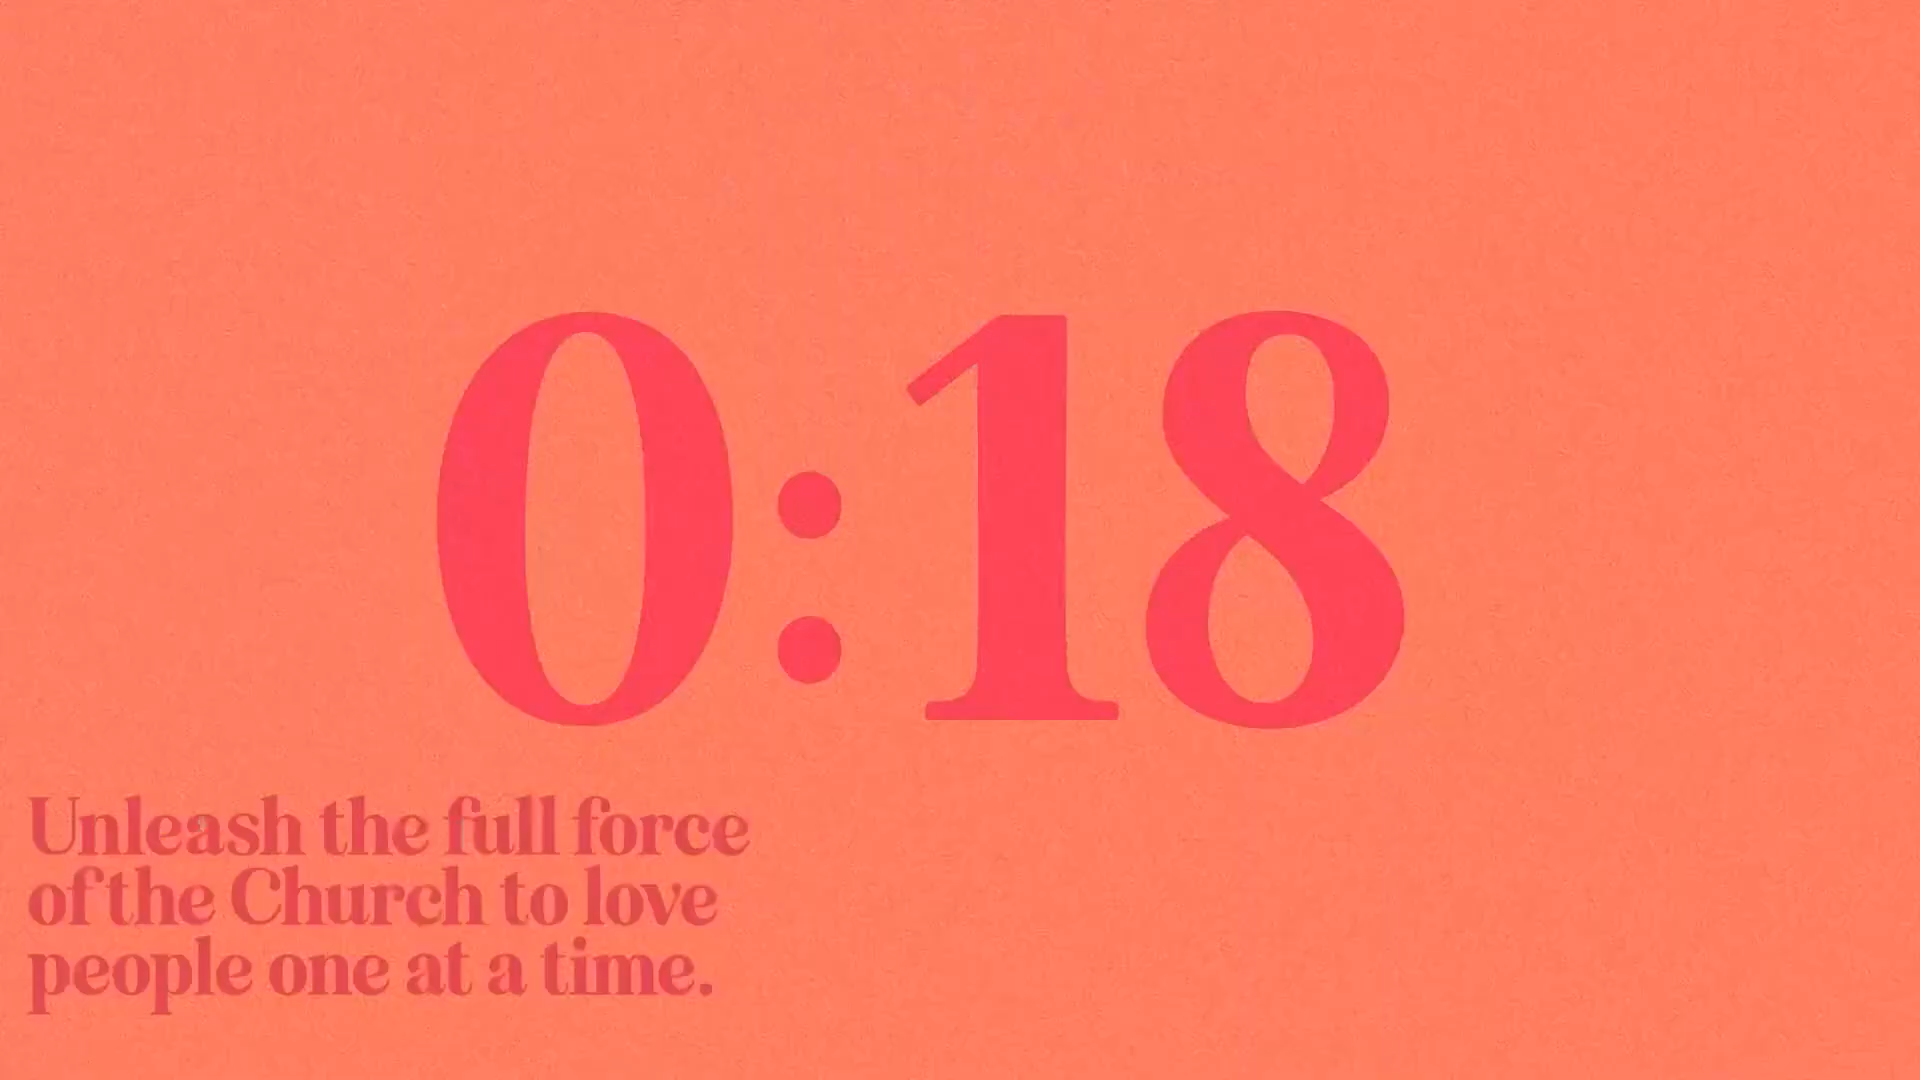 0:18
Unleash the full force
of the Church to love
people one at a time.